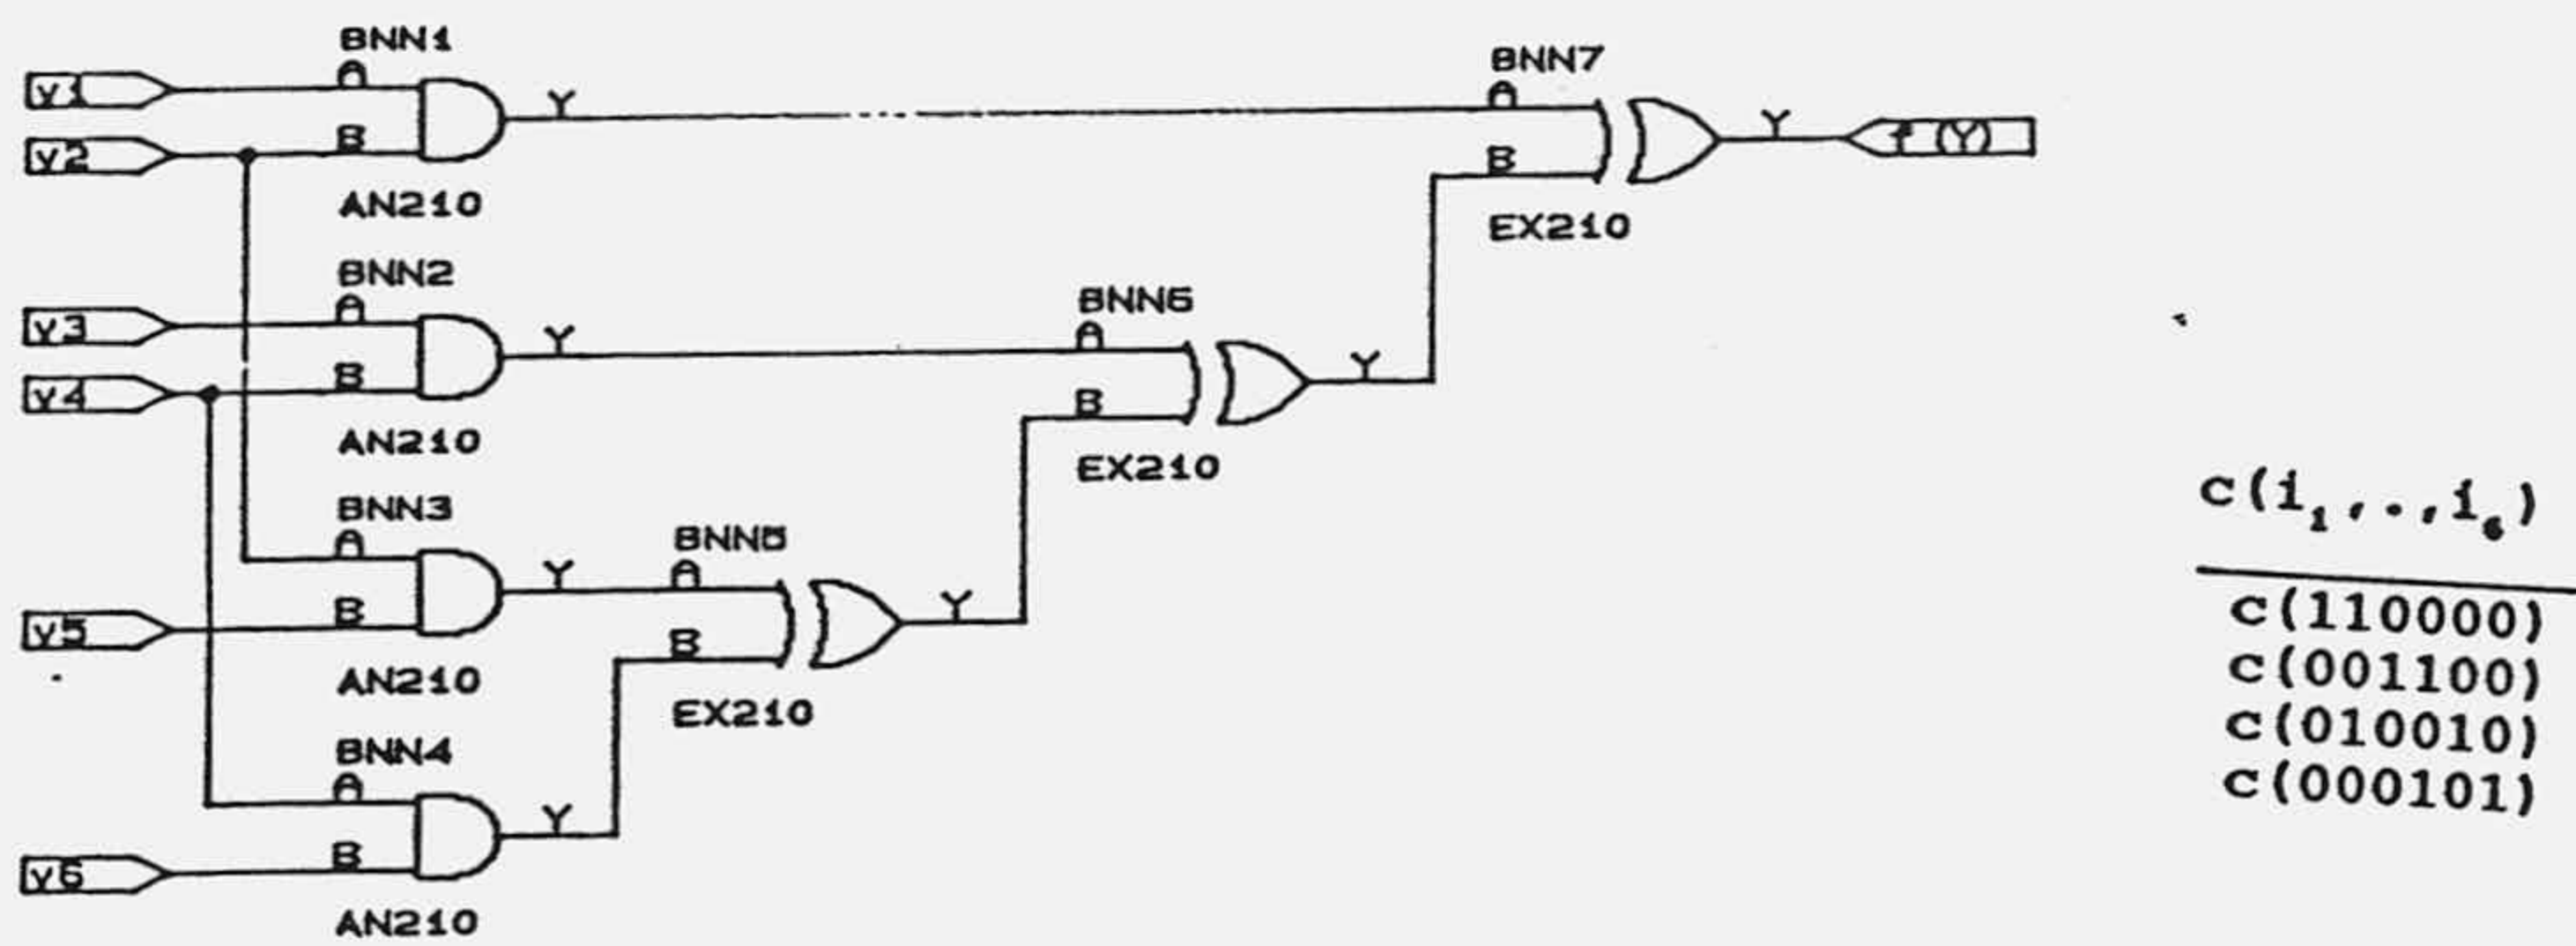 BNN1
A
y1
Y
B
y2
AN210
BNN7
A
Y
f (Y)
B
EX210
BNN2
A
y3
Y
B
y4
AN210
BNN6
A
Y
B
EX210
BNN3
A
Y
B
y5
AN210
BNN5
A
Y
B
EX210
BNN4
A
Y
B
y6
AN210
c(i₁,.,i₆)
c(110000)
c(001100)
c(010010)
c(000101)